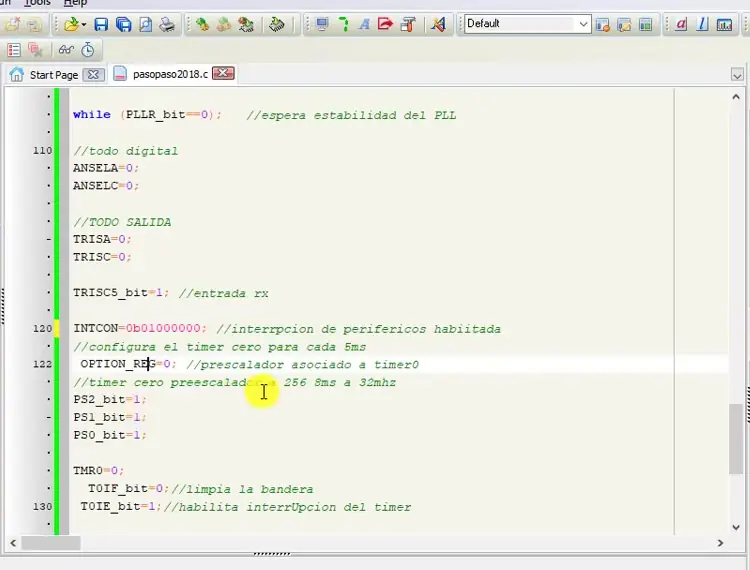 un Tools Help
Default
Start Page pasopaso2018.c
while (PLLR_bit==0); //espera estabilidad del PLL
110 //todo digital
ANSELA=0;
ANSELC=0;
//TODO SALIDA
TRISA=0;
TRISC=0;
TRISC5_bit=1; //entrada rx
120 INTCON=0b01000000; //interrpcion de perifericos habiitada
//configura el timer cero para cada 5ms
122 OPTION_REG=0; //prescalador asociado a timer0
//timer cero preescalador a 256 8ms a 32mhz
PS2_bit=1;
PS1_bit=1;
PS0_bit=1;
TMR0=0;
T0IF_bit=0;//limpia la bandera
130 T0IE_bit=1;//habilita interrUpcion del timer